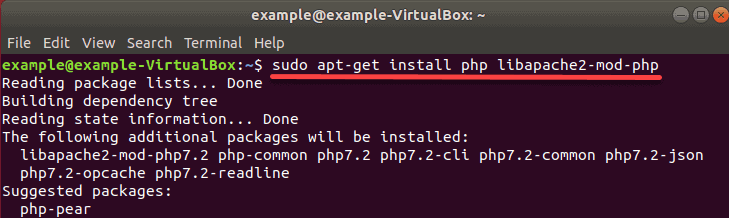 example@example-VirtualBox: ~
File Edit View Search Terminal Help
example@example-VirtualBox:~$ sudo apt-get install php libapache2-mod-php
Reading package lists... Done
Building dependency tree
Reading state information... Done
The following additional packages will be installed:
  libapache2-mod-php7.2 php-common php7.2 php7.2-cli php7.2-common php7.2-json
  php7.2-opcache php7.2-readline
Suggested packages:
  php-pear